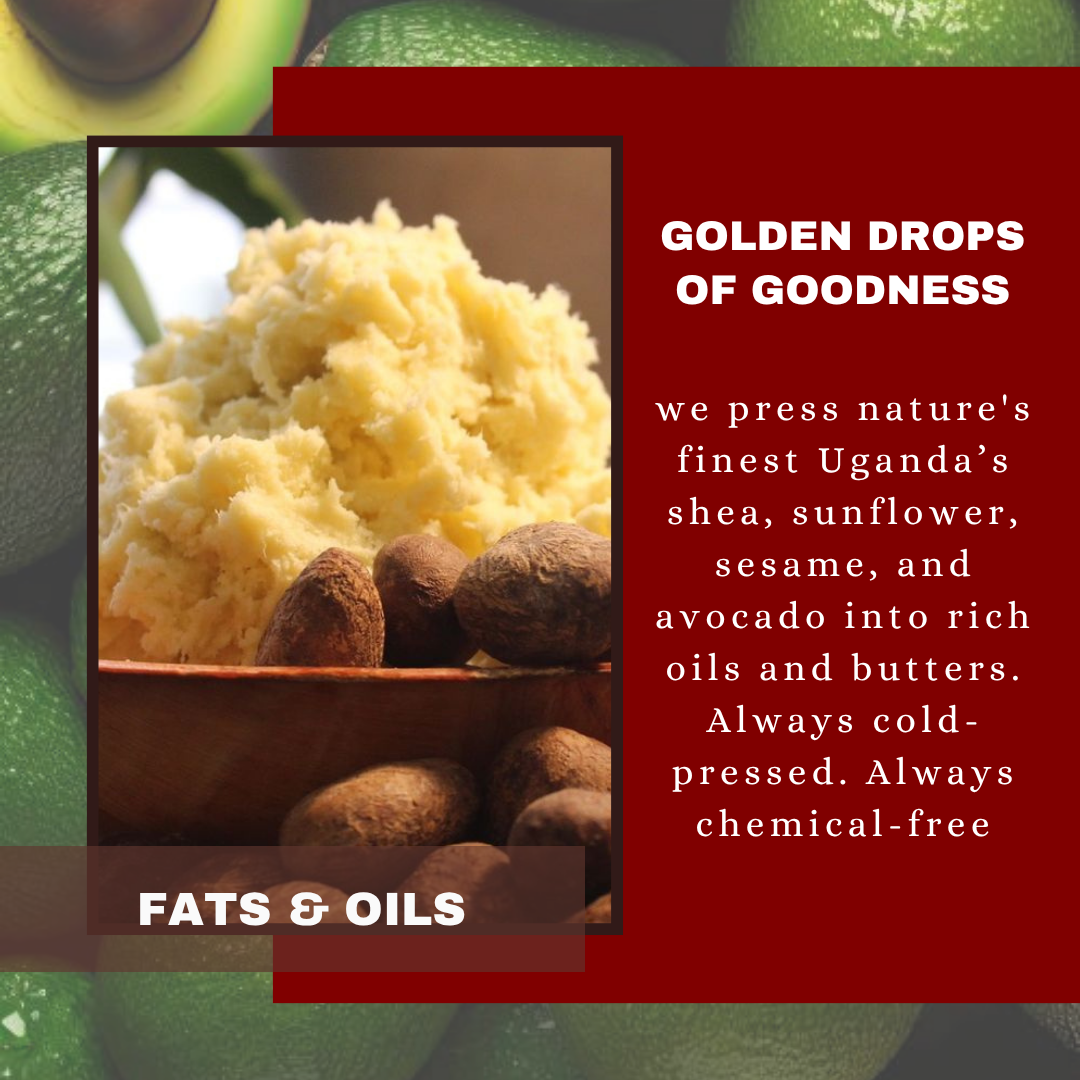 GOLDEN DROPS
OF GOODNESS
we press nature's
finest Uganda’s
shea, sunflower,
sesame, and
avocado into rich
oils and butters.
Always cold-
pressed. Always
chemical-free
FATS & OILS